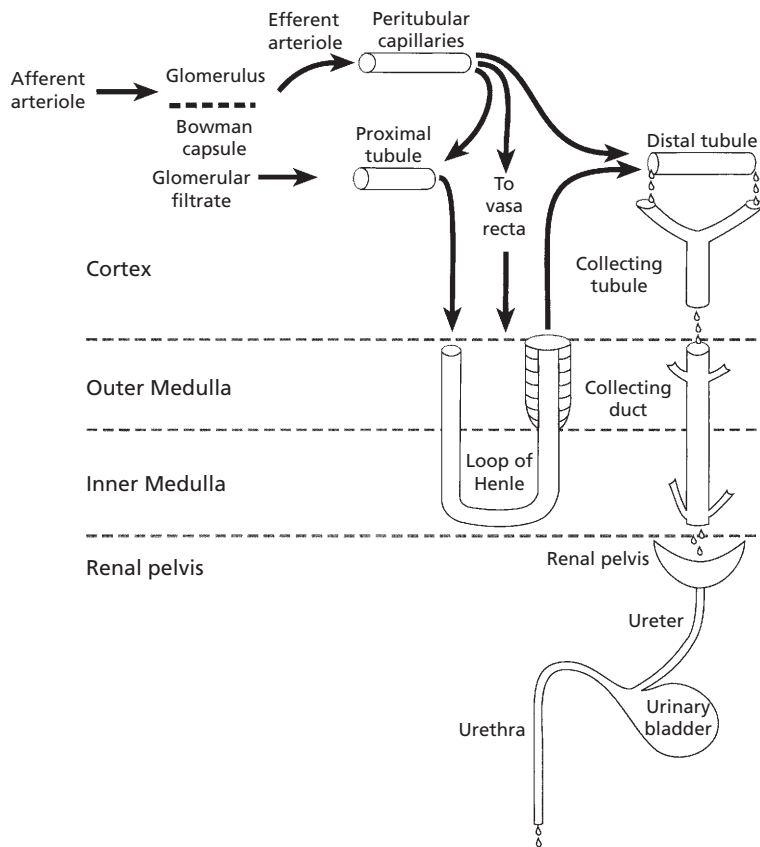 Efferent
arteriole
Peritubular
capillaries
Afferent
arteriole
Glomerulus
Bowman
capsule
Proximal
tubule
Distal tubule
Glomerular
filtrate
To
vasa
recta
Cortex
Collecting
tubule
Outer Medulla
Collecting
duct
Loop of
Henle
Inner Medulla
Renal pelvis
Renal pelvis
Ureter
Urinary
bladder
Urethra